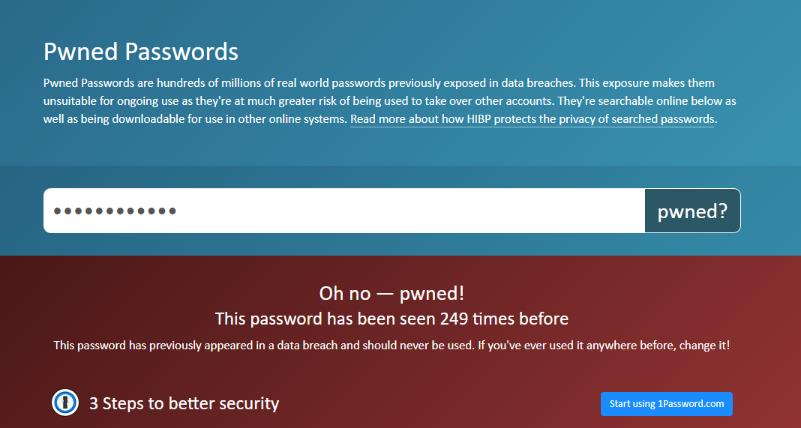 Pwned Passwords
Pwned Passwords are hundreds of millions of real world passwords previously exposed in data breaches. This exposure makes them
unsuitable for ongoing use as they're at much greater risk of being used to take over other accounts. They're searchable online below as
well as being downloadable for use in other online systems. Read more about how HIBP protects the privacy of searched passwords.
•••••••••••• pwned?
Oh no — pwned!
This password has been seen 249 times before
This password has previously appeared in a data breach and should never be used. If you've ever used it anywhere before, change it!
3 Steps to better security Start using 1Password.com